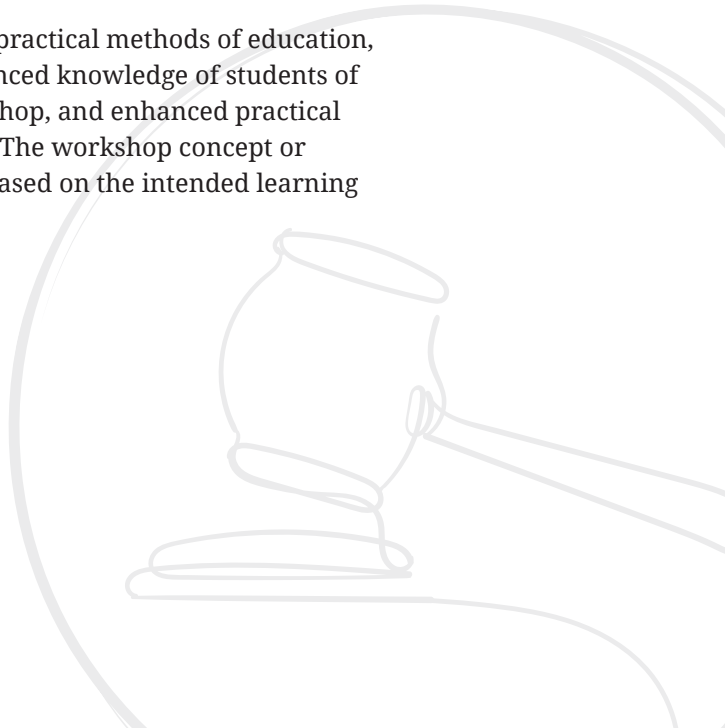 practical methods of education,
nced knowledge of students of
hop, and enhanced practical
The workshop concept or
ased on the intended learning